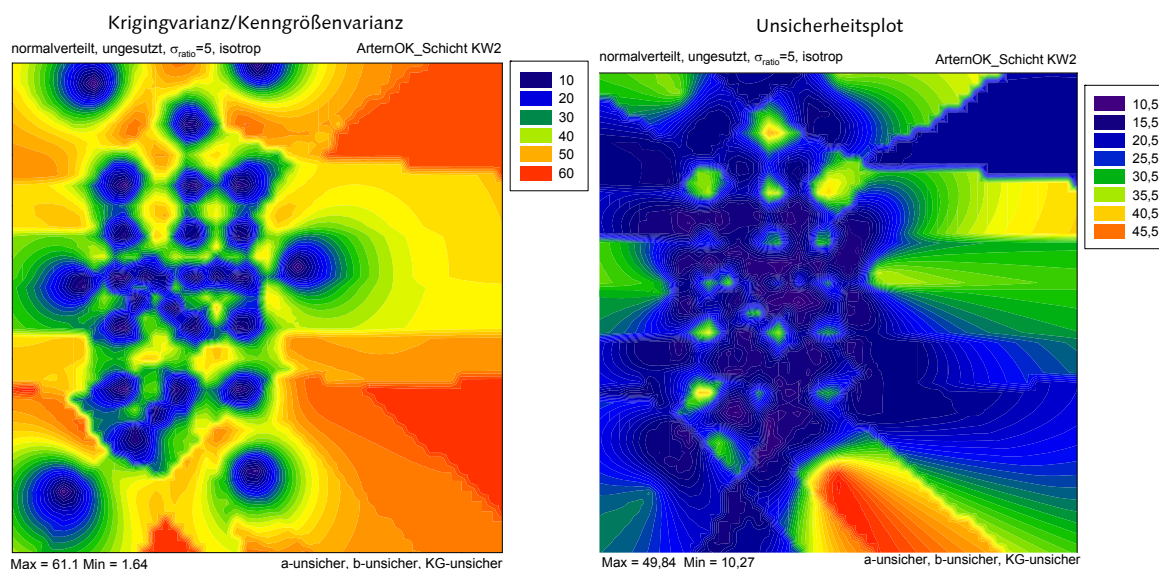 Krigingvarianz/Kenngrößenvarianz
normalverteilt, ungesutzt, σratio=5, isotrop
ArternOK_Schicht KW2
10
20
30
40
50
60
Max = 61,1 Min = 1,64
a-unsicher, b-unsicher, KG-unsicher
Unsicherheitsplot
normalverteilt, ungesutzt, σratio=5, isotrop
ArternOK_Schicht KW2
10,5
15,5
20,5
25,5
30,5
35,5
40,5
45,5
Max = 49,84 Min = 10,27
a-unsicher, b-unsicher, KG-unsicher